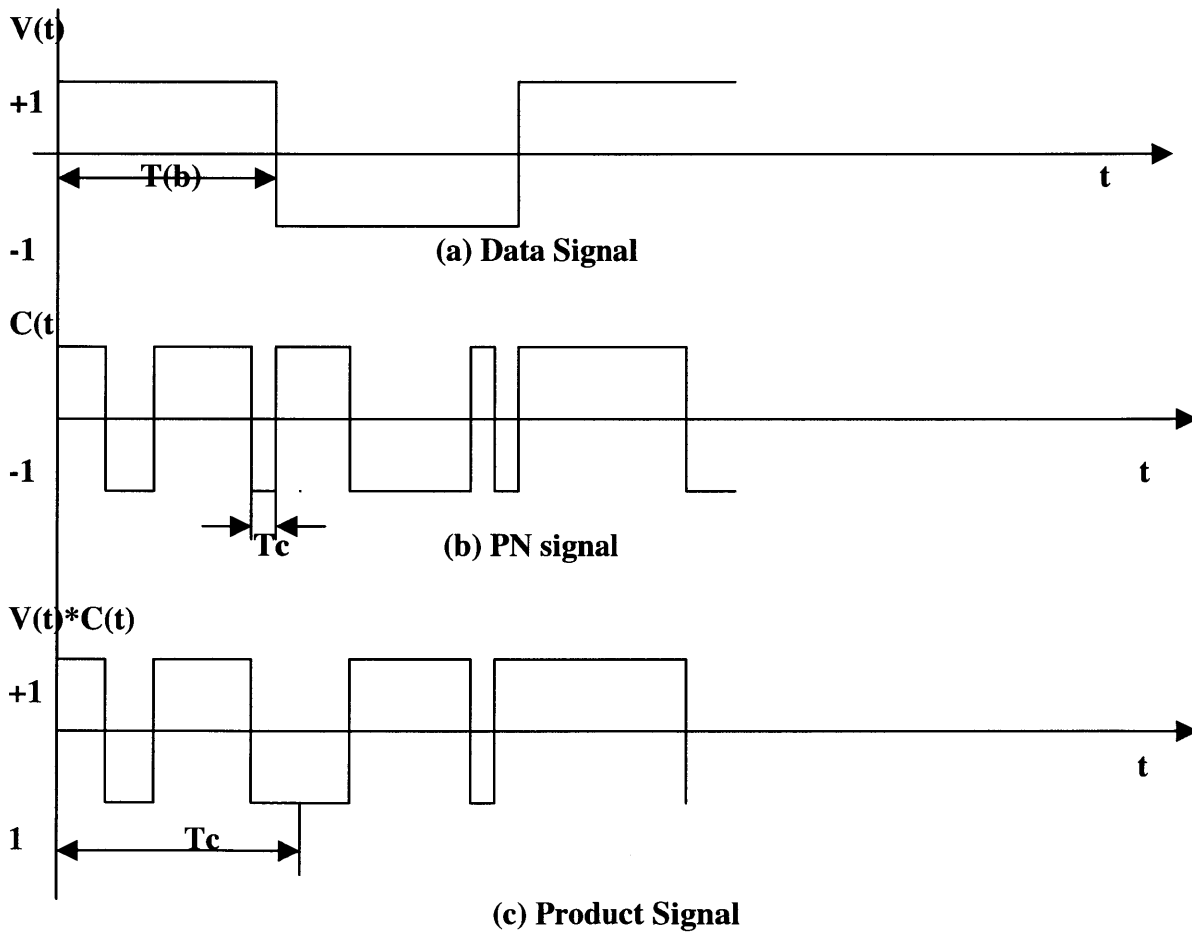 V(t)
+1
T(b)
t
-1
(a) Data Signal
C(t
-1
t
Tc
(b) PN signal
V(t)*C(t)
+1
t
1
Tc
(c) Product Signal